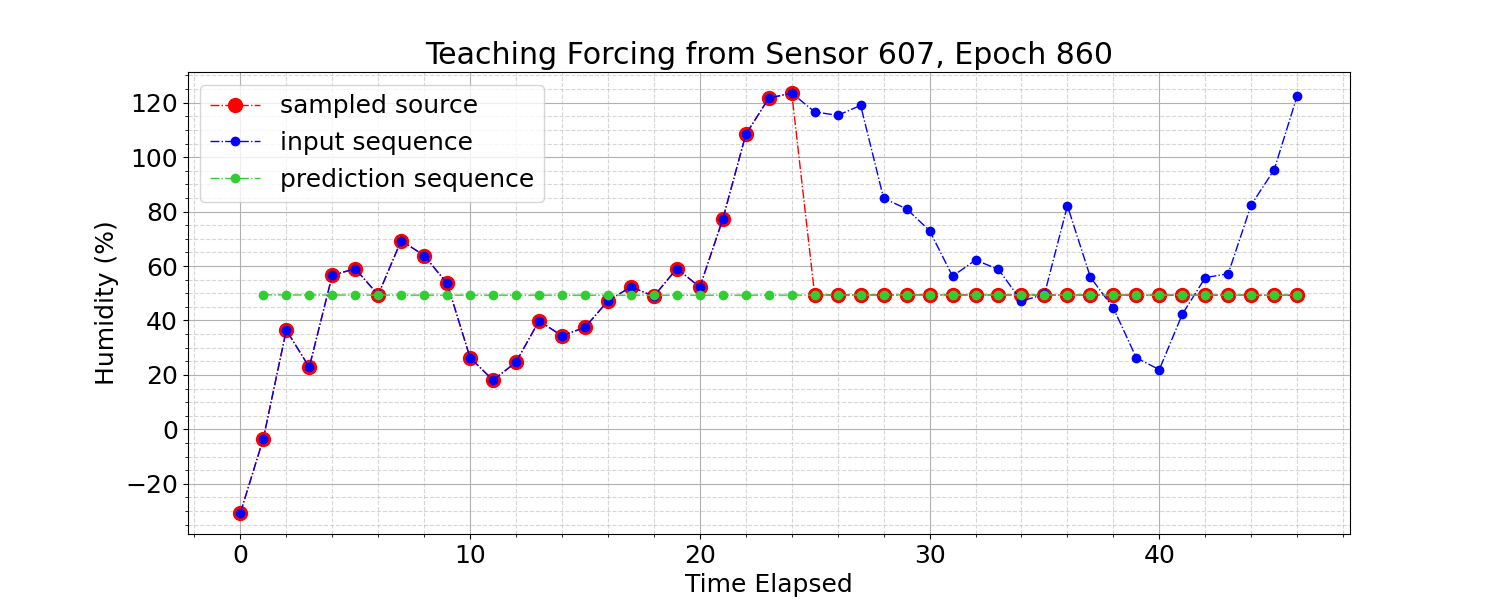 Teaching Forcing from Sensor 607, Epoch 860
sampled source
input sequence
prediction sequence
Humidity (%)
120
100
80
60
40
20
0
−20
0 10 20 30 40
Time Elapsed